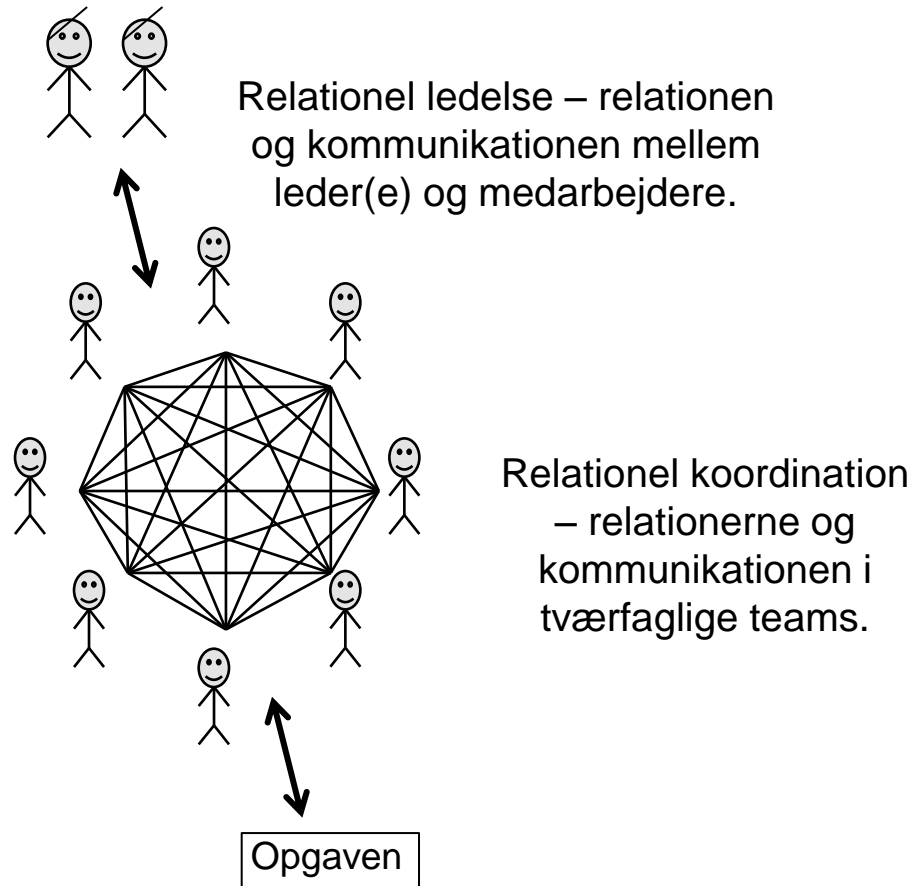 Relationel ledelse – relationen
og kommunikationen mellem
leder(e) og medarbejdere.
Relationel koordination
– relationerne og
kommunikationen i
tværfaglige teams.
Opgaven